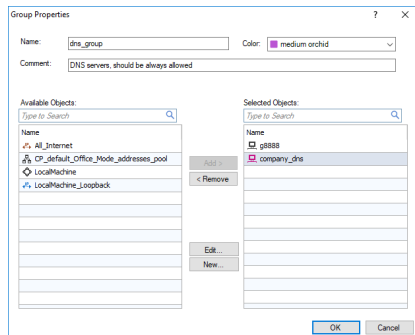 Group Properties
?
X
Name: dns_group Color: medium orchid
Comment: DNS servers, should be always allowed
Available Objects: Selected Objects:
Type to Search Type to Search
Name Name
All_Internet g8888
CP_default_Office_Mode_addresses_pool company_dns
LocalMachine
LocalMachine_Loopback
Add >
< Remove
Edit...
New...
OK Cancel